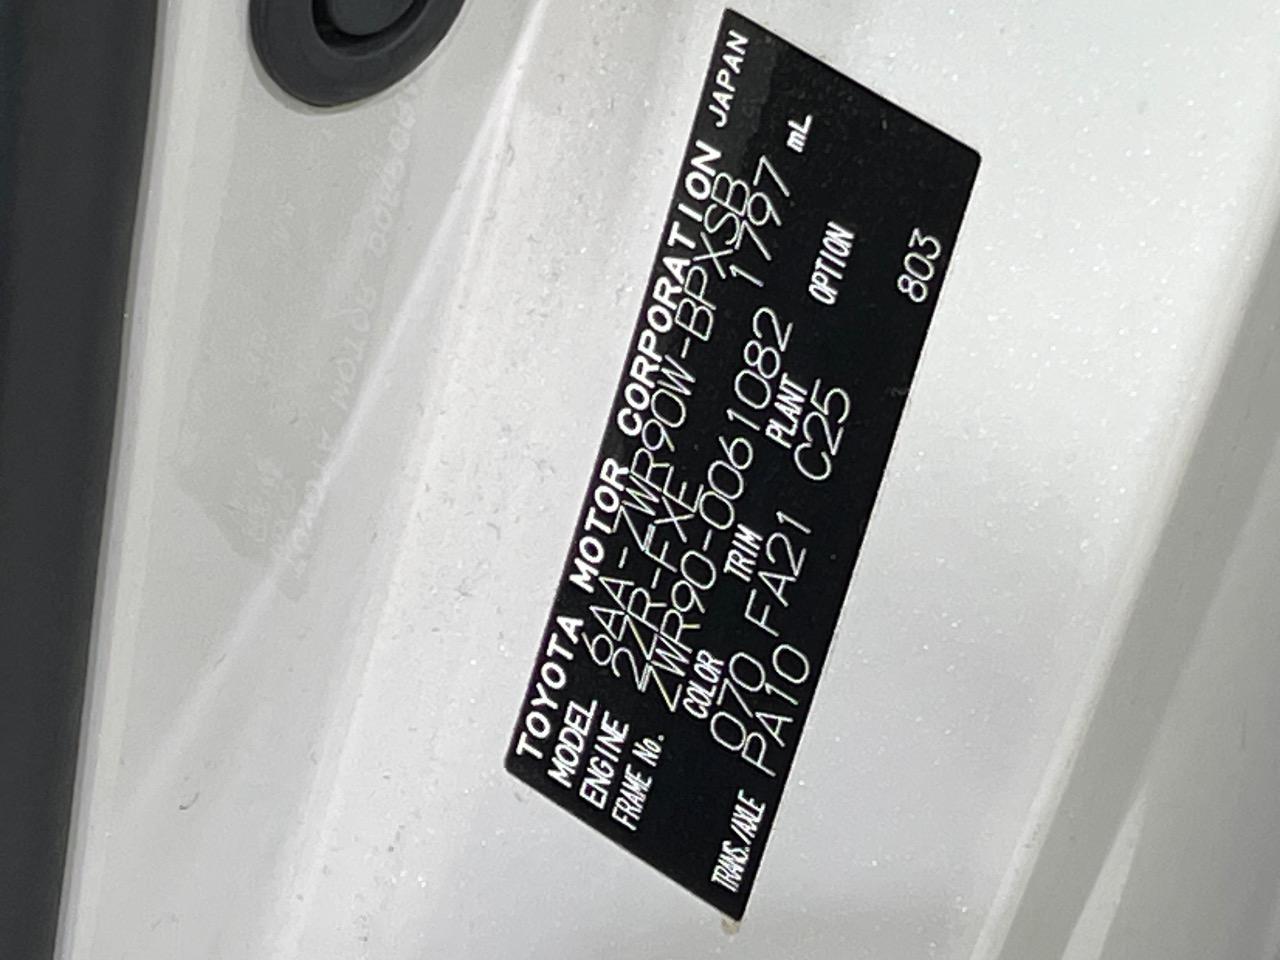 TOYOTA MOTOR CORPORATION JAPAN
MODEL 6AA-ZWR90W-BPXSB
ENGINE 2ZR-FXE 1797 mL
FRAME No. ZWR90-0061082
COLOR TRIM PLANT OPTION
070 FA21 C25
TRANS./AXLE PA10 803